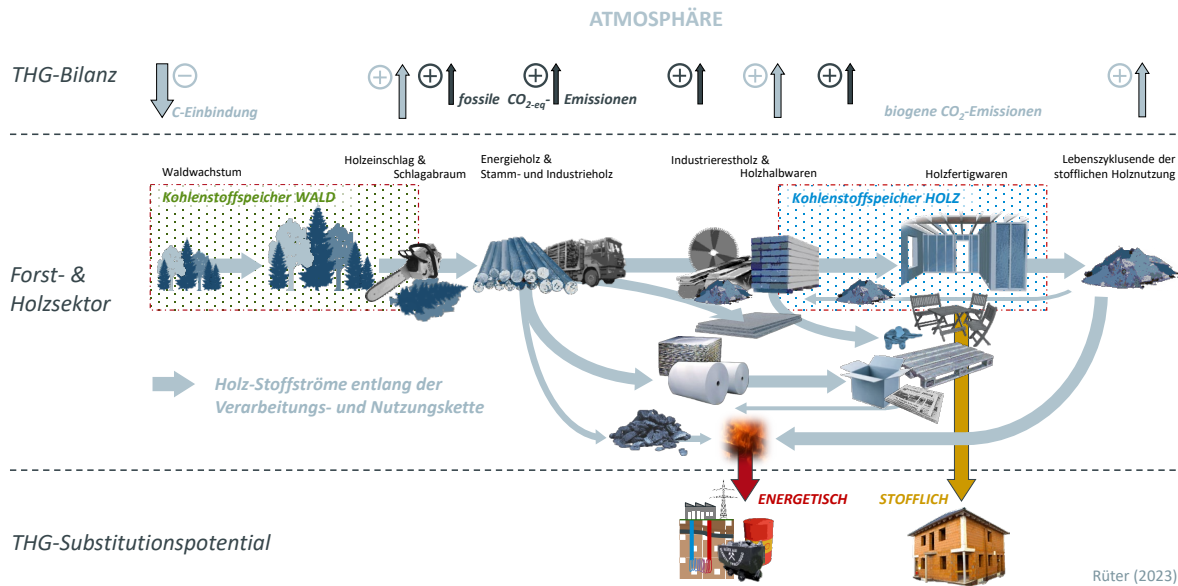 ATMOSPHÄRE
THG-Bilanz
C-Einbindung
fossile CO2-eq- Emissionen
biogene CO2-Emissionen
Waldwachstum
Holzeinschlag &
Schlagabraum
Energieholz &
Stamm- und Industrieholz
Industrierestholz &
Holzhalbwaren
Holzfertigwaren
Lebenszyklusende der
stofflichen Holznutzung
Kohlenstoffspeicher WALD
Kohlenstoffspeicher HOLZ
Forst- &
Holzsektor
Holz-Stoffströme entlang der
Verarbeitungs- und Nutzungskette
ENERGETISCH
STOFFLICH
THG-Substitutionspotential
Rüter (2023)